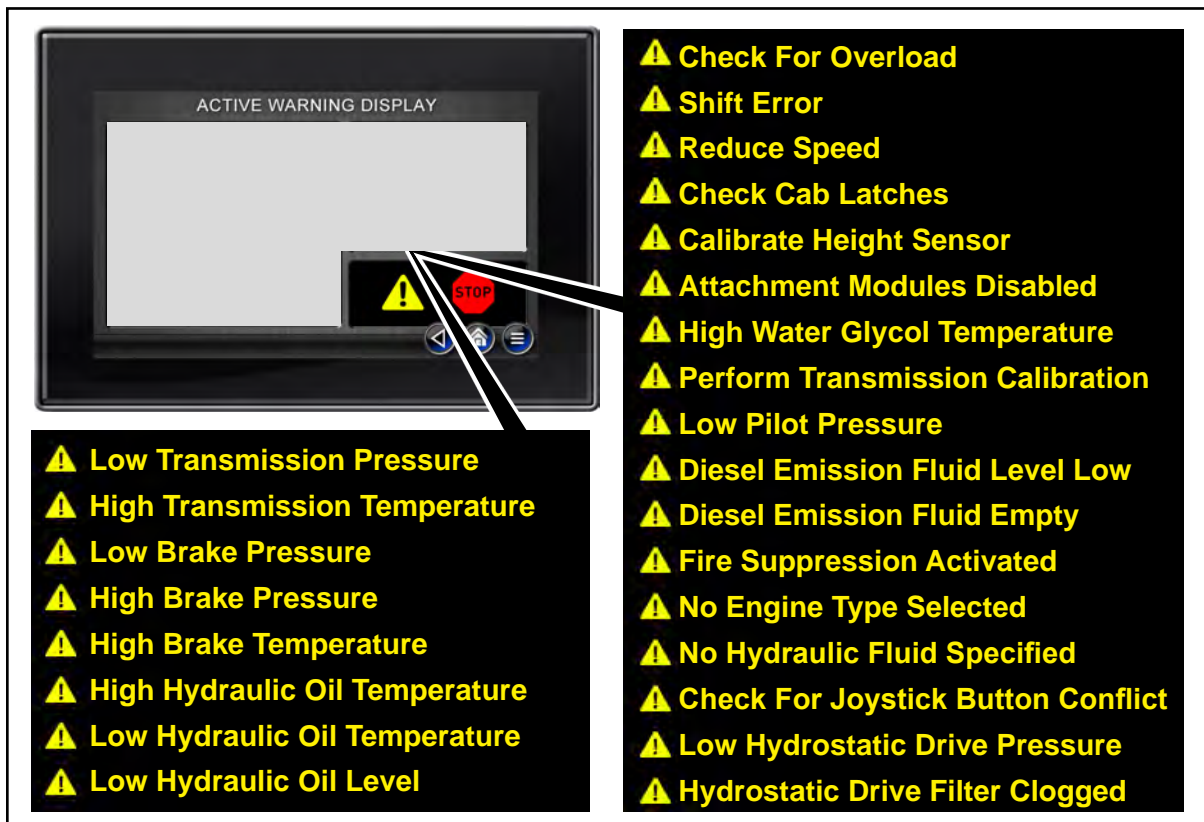 ACTIVE WARNING DISPLAY
STOP
Low Transmission Pressure
High Transmission Temperature
Low Brake Pressure
High Brake Pressure
High Brake Temperature
High Hydraulic Oil Temperature
Low Hydraulic Oil Temperature
Low Hydraulic Oil Level
Check For Overload
Shift Error
Reduce Speed
Check Cab Latches
Calibrate Height Sensor
Attachment Modules Disabled
High Water Glycol Temperature
Perform Transmission Calibration
Low Pilot Pressure
Diesel Emission Fluid Level Low
Diesel Emission Fluid Empty
Fire Suppression Activated
No Engine Type Selected
No Hydraulic Fluid Specified
Check For Joystick Button Conflict
Low Hydrostatic Drive Pressure
Hydrostatic Drive Filter Clogged